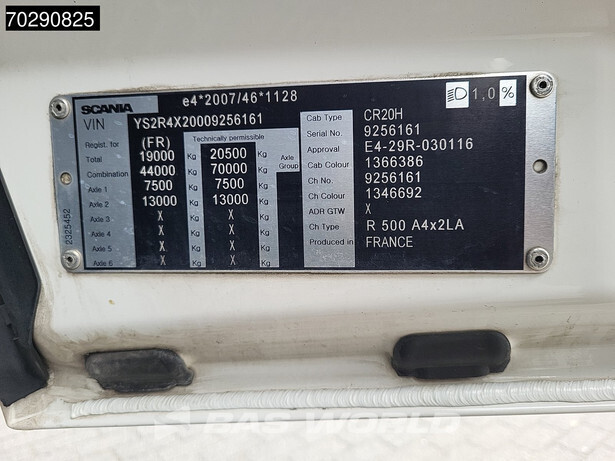 70290825
SCANIA e4*2007/46*1128 1,0%
VIN YS2R4X20009256161
Regist. for (FR) Technically permissible
Total 19000 Kg 20500 Kg Axle Group
Combination 44000 Kg 70000 Kg
Axle 1 7500 Kg 7500 Kg
Axle 2 13000 Kg 13000 Kg
Axle 3 X Kg X Kg
Axle 4 X Kg X Kg
Axle 5 X Kg X Kg
Axle 6 X Kg X Kg
2325452
Cab Type CR20H
Serial No. 9256161
Approval E4-29R-030116
Cab Colour 1366386
Ch No. 9256161
Ch Colour 1346692
ADR GTW X
Ch Type R 500 A4x2LA
Produced in FRANCE
BAS WORLD